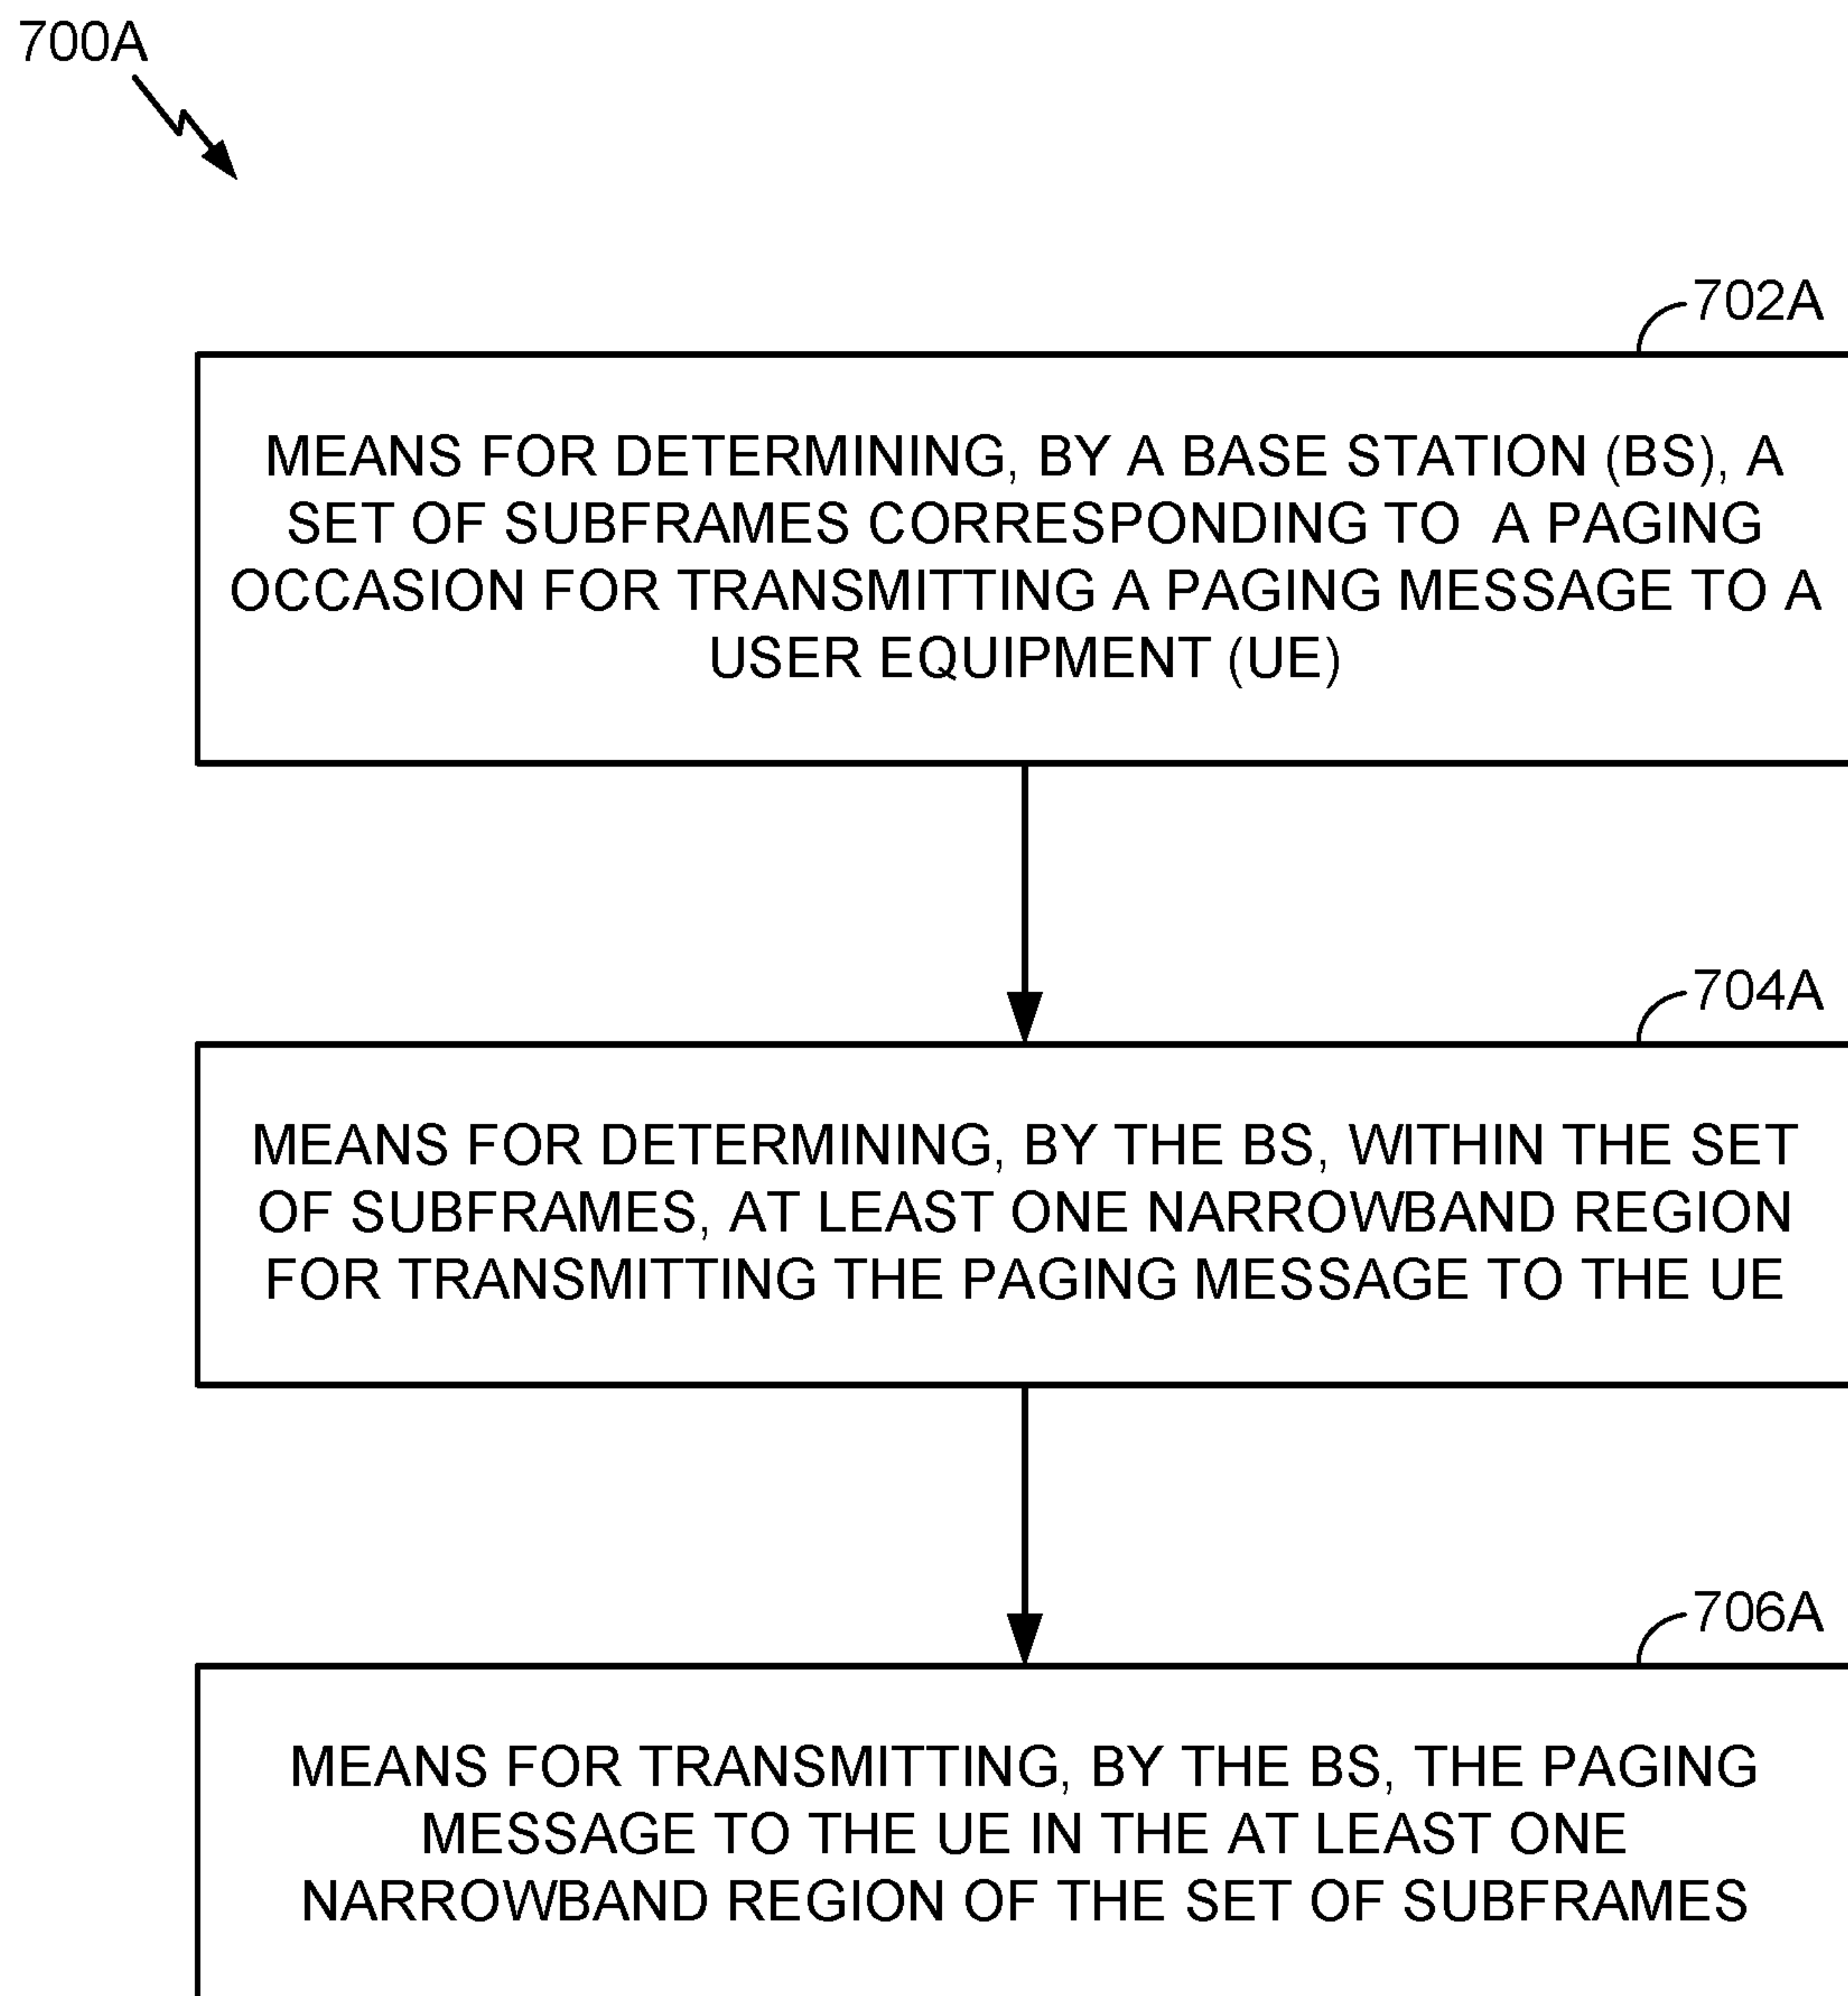 700A
702A
MEANS FOR DETERMINING, BY A BASE STATION (BS), A
SET OF SUBFRAMES CORRESPONDING TO  A PAGING
OCCASION FOR TRANSMITTING A PAGING MESSAGE TO A
USER EQUIPMENT (UE)
704A
MEANS FOR DETERMINING, BY THE BS, WITHIN THE SET
OF SUBFRAMES, AT LEAST ONE NARROWBAND REGION
FOR TRANSMITTING THE PAGING MESSAGE TO THE UE
706A
MEANS FOR TRANSMITTING, BY THE BS, THE PAGING
MESSAGE TO THE UE IN THE AT LEAST ONE
NARROWBAND REGION OF THE SET OF SUBFRAMES